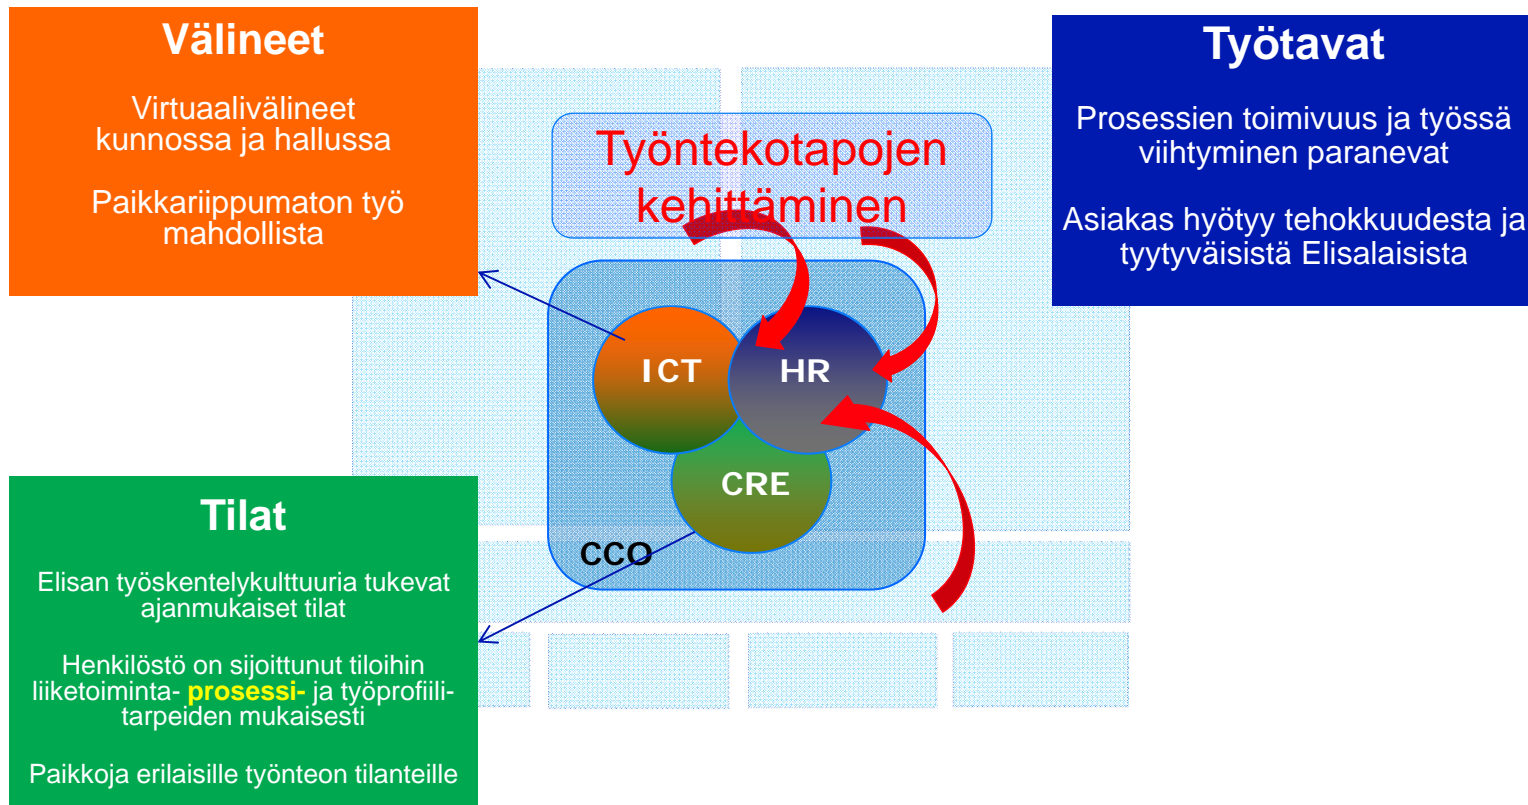 Välineet
Virtuaalivälineet
kunnossa ja hallussa
Paikkariippumaton työ
mahdollista
Työntekotapojen
kehittäminen
Työtavat
Prosessien toimivuus ja työssä
viihtyminen paranevat
Asiakas hyötyy tehokkuudesta ja
tyytyväisistä Elisalaisista
ICT
HR
CRE
CCO
Tilat
Elisan työskentelykulttuuria tukevat
ajanmukaiset tilat
Henkilöstö on sijoittunut tiloihin
liiketoiminta- prosessi- ja työprofiili-
tarpeiden mukaisesti
Paikkoja erilaisille työnteon tilanteille